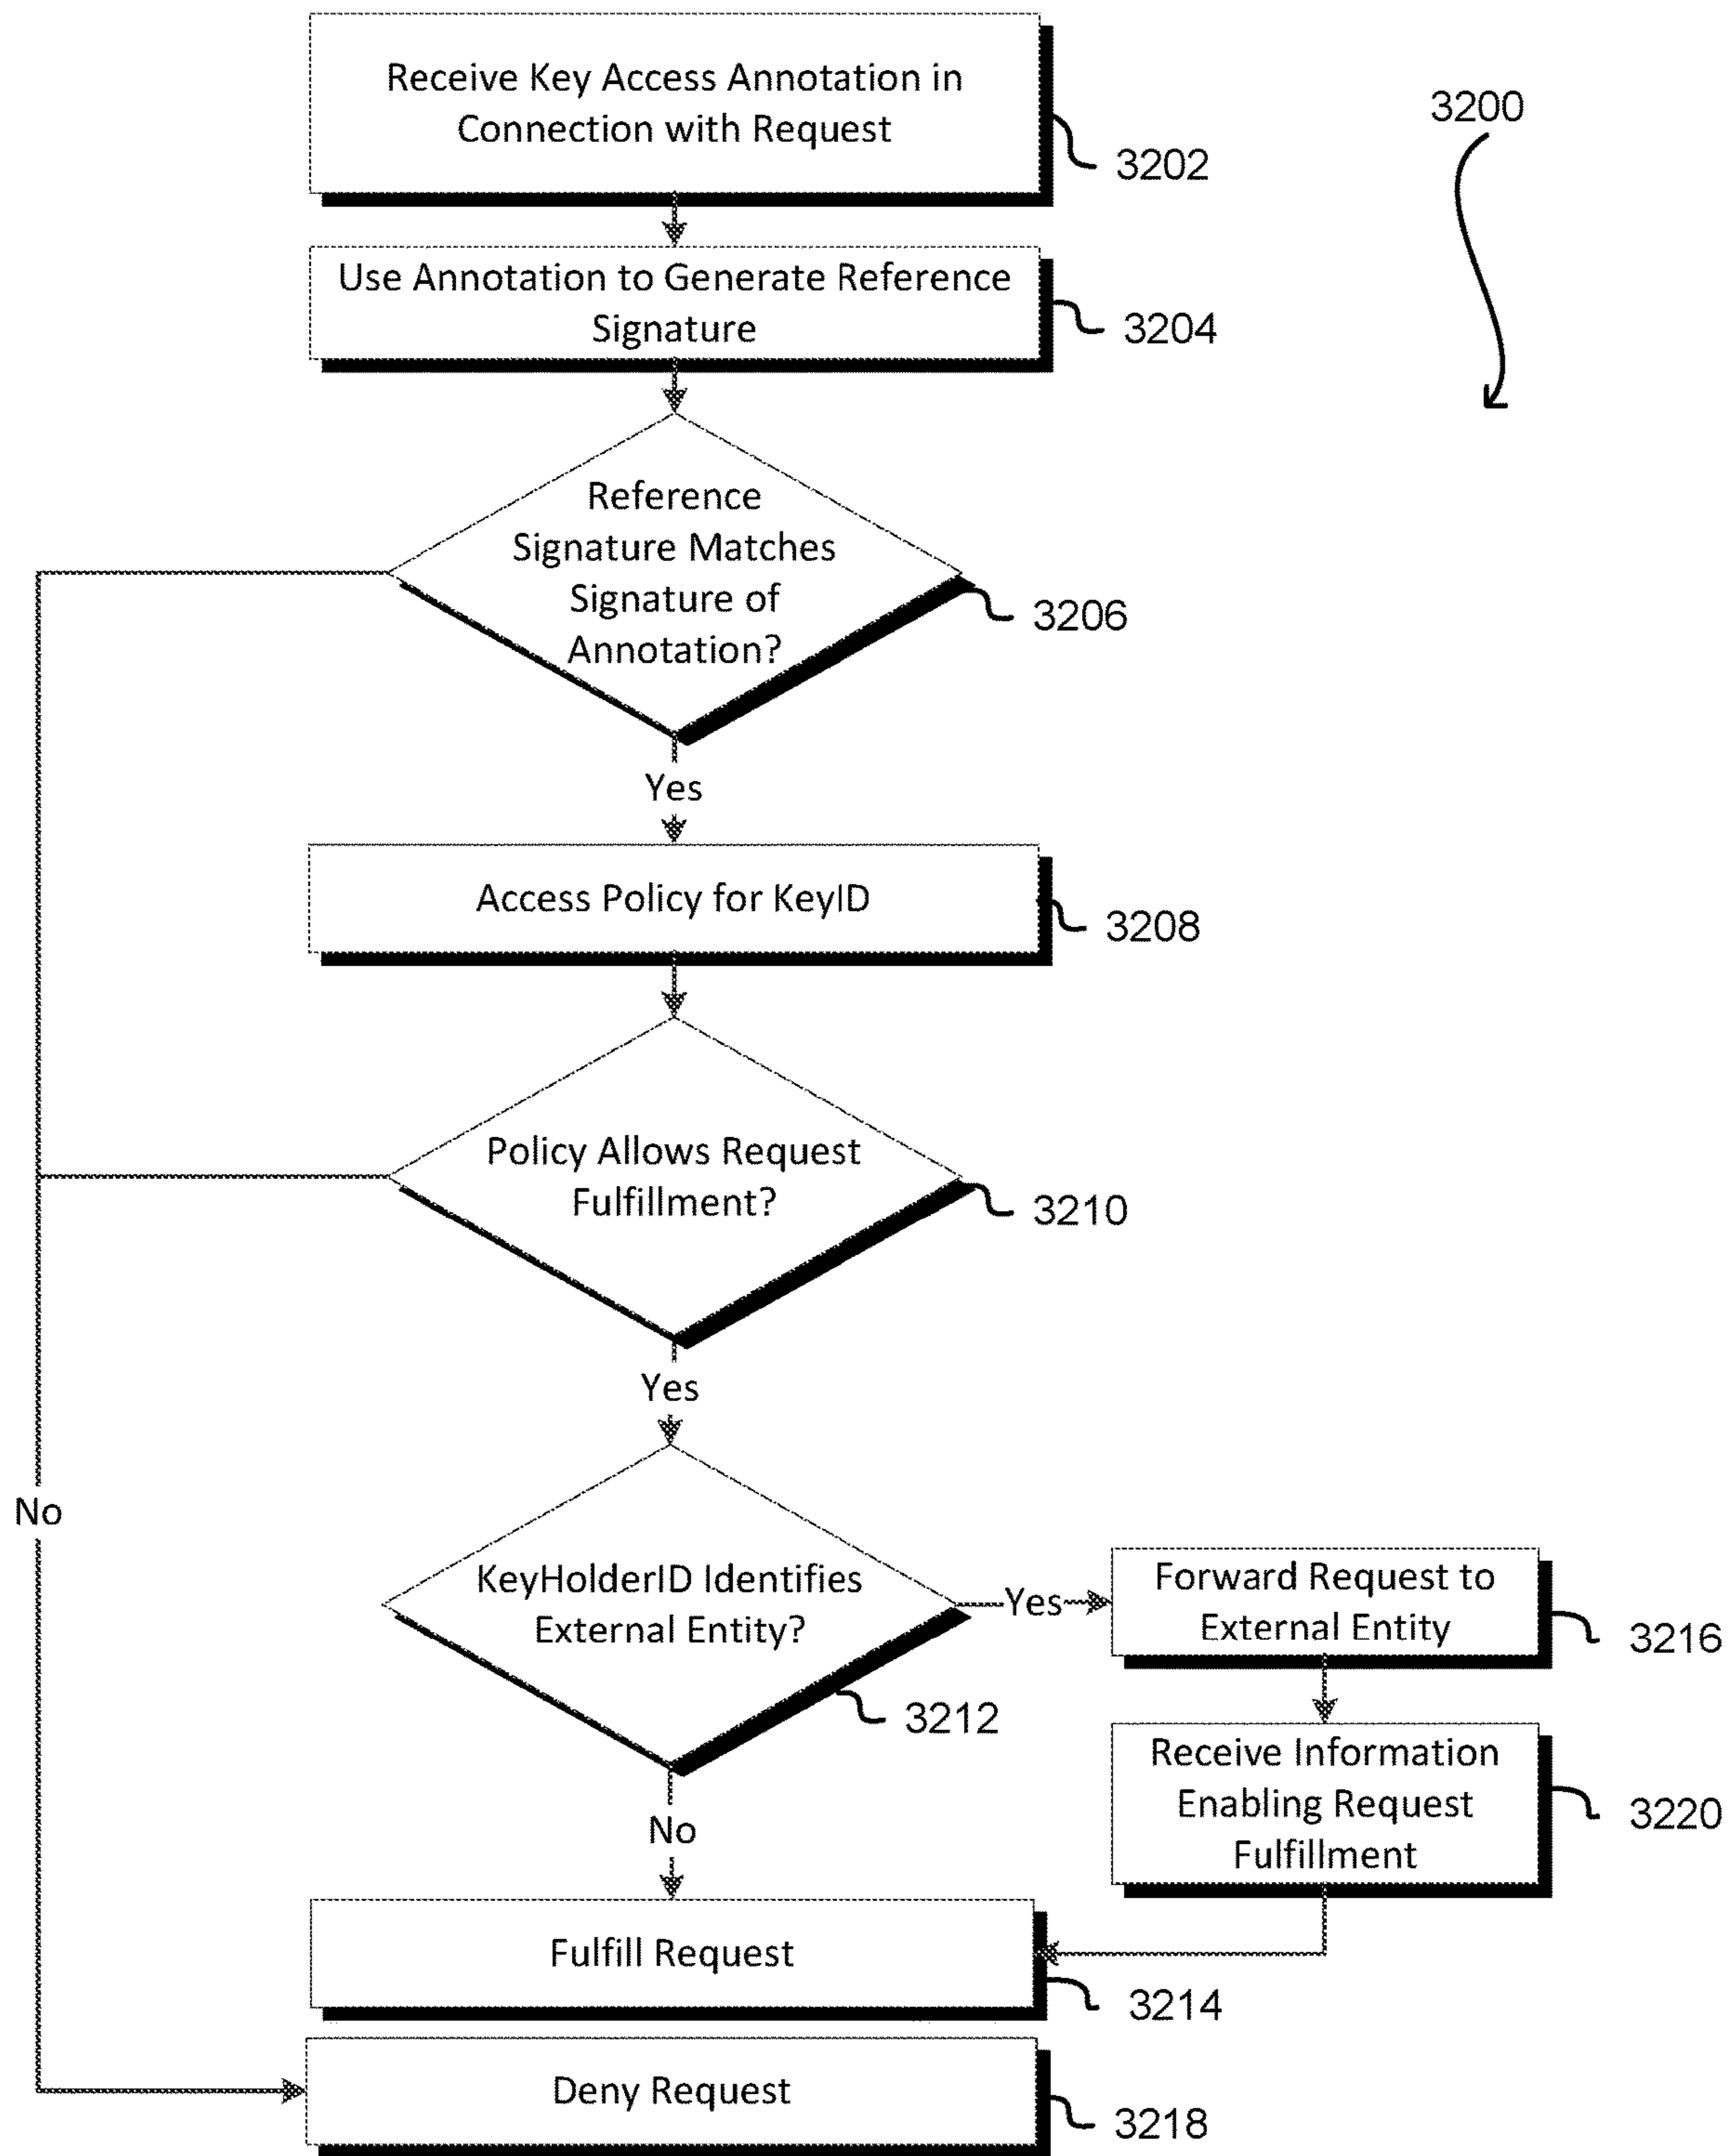 Receive Key Access Annotation in
Connection with Request
3200
3202
Use Annotation to Generate Reference
Signature
3204
Reference
Signature Matches
Signature of
Annotation?
3206
Yes
Access Policy for KeyID
3208
Policy Allows Request
Fulfillment?
3210
Yes
No
KeyHolderID Identifies
External Entity?
3212
Yes
Forward Request to
External Entity
3216
Receive Information
Enabling Request
Fulfillment
3220
No
Fulfill Request
3214
Deny Request
3218